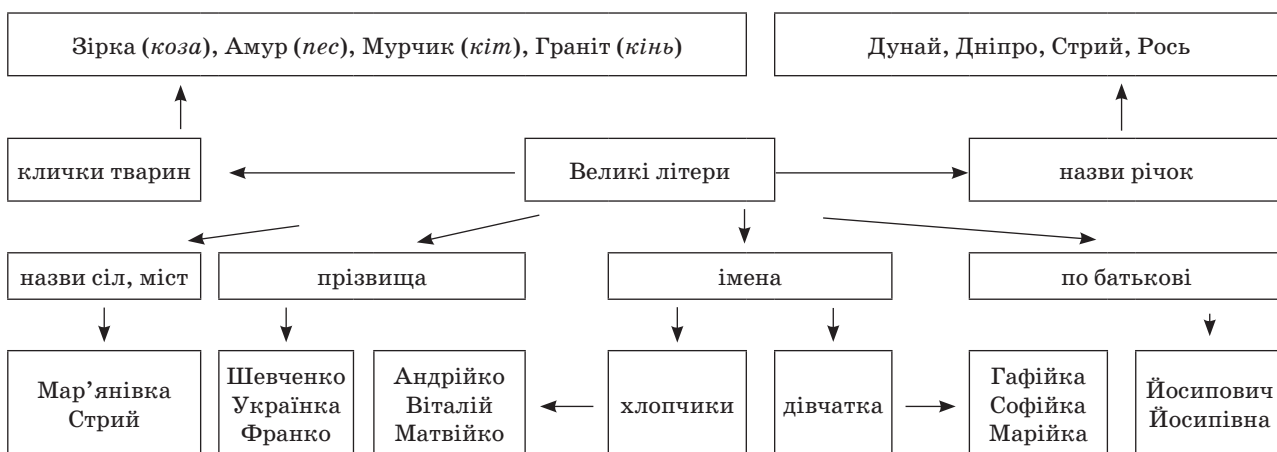 Зірка (коза), Амур (пес), Мурчик (кіт), Граніт (кінь)
Дунай, Дніпро, Стрий, Рось
клички тварин
Великі літери
назви річок
назви сіл, міст
прізвища
імена
по батькові
Мар’янівка
Стрий
Шевченко
Українка
Франко
Андрійко
Віталій
Матвійко
хлопчики
дівчатка
Гафійка
Софійка
Марійка
Йосипович
Йосипівна